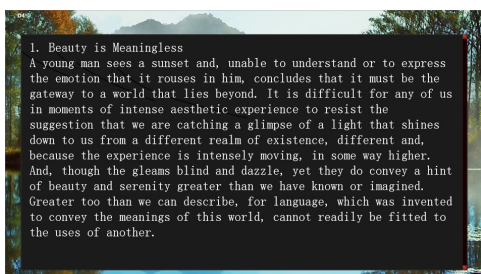 1. Beauty is Meaningless
A young man sees a sunset and, unable to understand or to express
the emotion that it rouses in him, concludes that it must be the
gateway to a world that lies beyond. It is difficult for any of us
in moments of intense aesthetic experience to resist the
suggestion that we are catching a glimpse of a light that shines
down to us from a different realm of existence, different and,
because the experience is intensely moving, in some way higher.
And, though the gleams blind and dazzle, yet they do convey a hint
of beauty and serenity greater than we have known or imagined.
Greater too than we can describe, for language, which was invented
to convey the meanings of this world, cannot readily be fitted to
the uses of another.